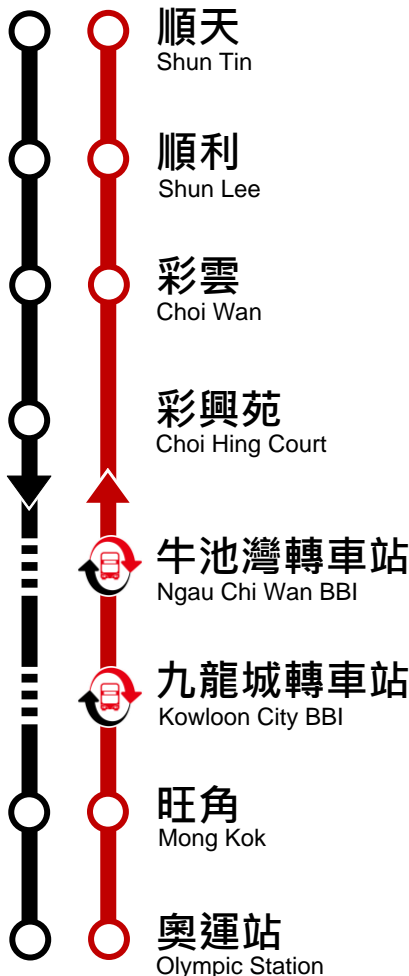 順天
Shun Tin
順利
Shun Lee
彩雲
Choi Wan
彩興苑
Choi Hing Court
牛池灣轉車站
Ngau Chi Wan BBI
九龍城轉車站
Kowloon City BBI
旺角
Mong Kok
奧運站
Olympic Station